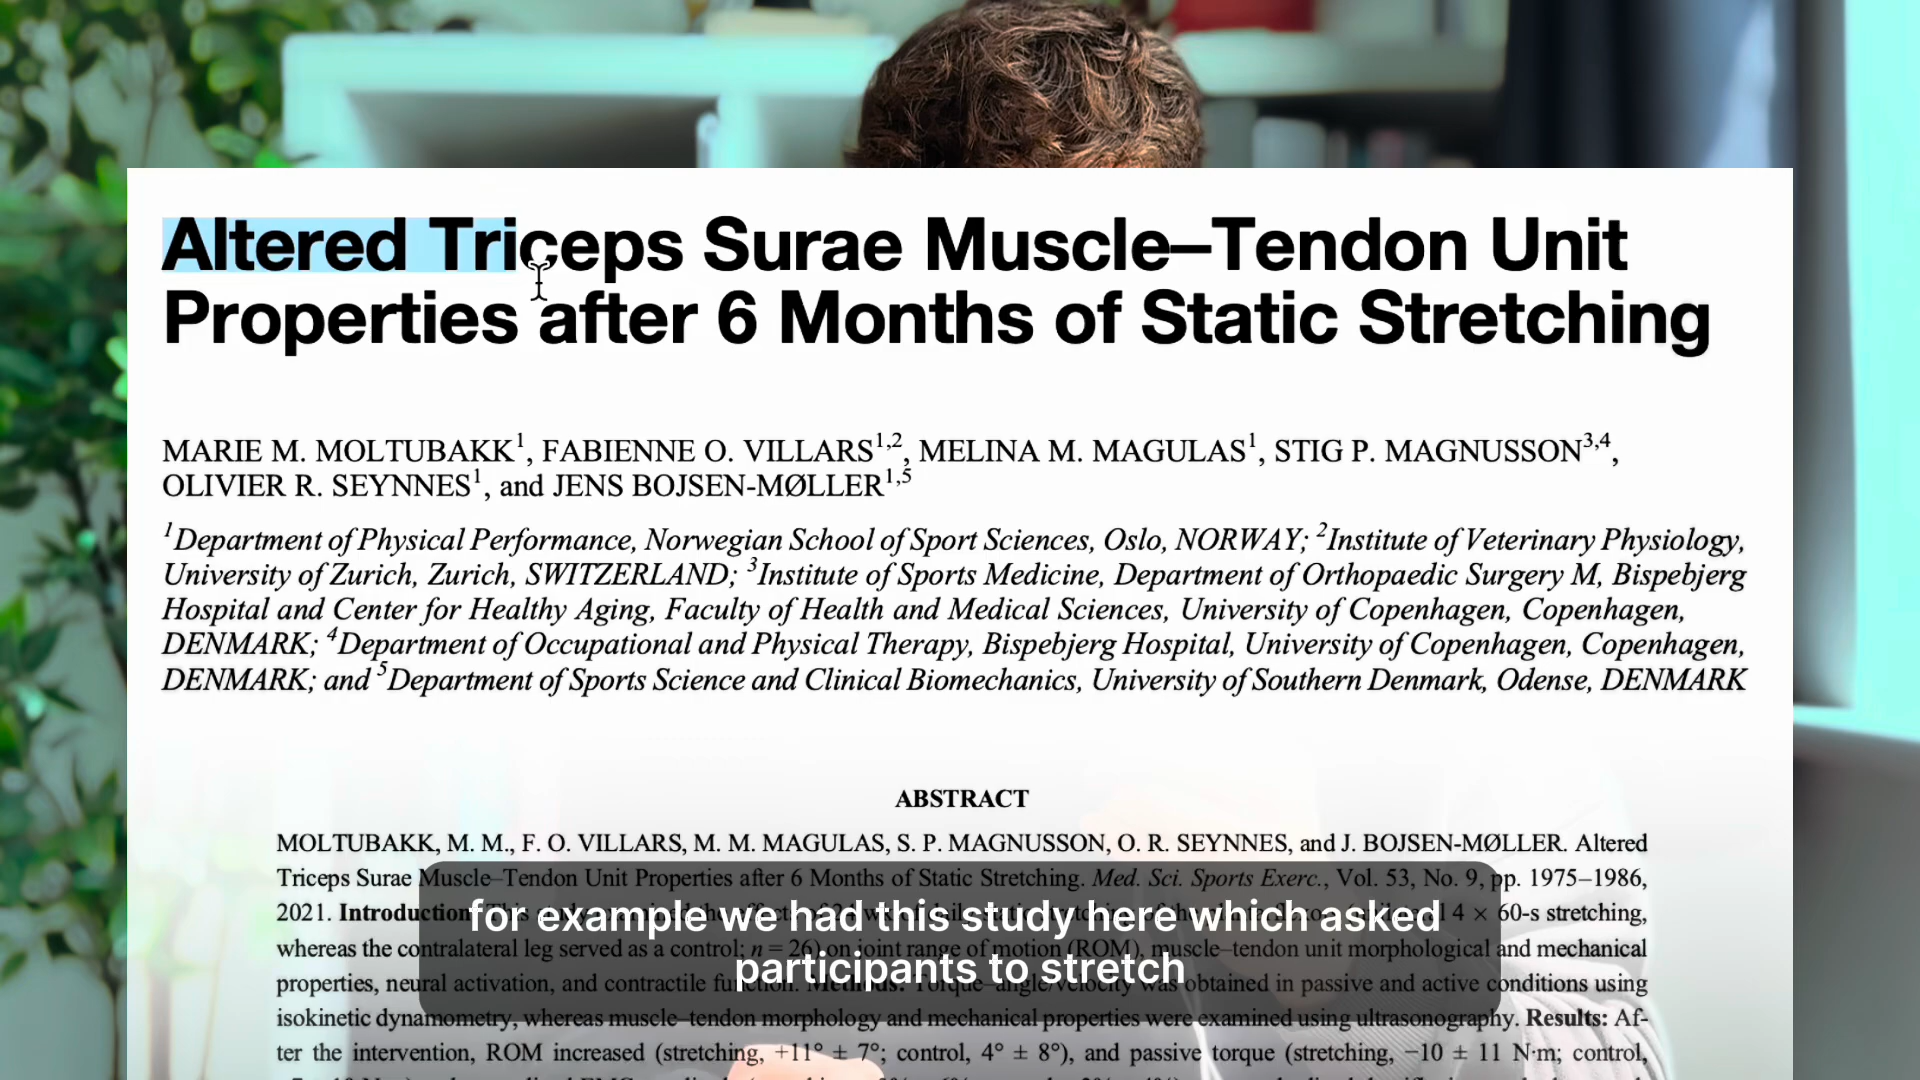 Altered Triceps Surae Muscle–Tendon Unit
Properties after 6 Months of Static Stretching
MARIE M. MOLTUBAKK1, FABIENNE O. VILLARS1,2, MELINA M. MAGULAS1, STIG P. MAGNUSSON3,4,
OLIVIER R. SEYNNES1, and JENS BOJSEN-MØLLER1,5
1Department of Physical Performance, Norwegian School of Sport Sciences, Oslo, NORWAY; 2Institute of Veterinary Physiology,
University of Zurich, Zurich, SWITZERLAND; 3Institute of Sports Medicine, Department of Orthopaedic Surgery M, Bispebjerg
Hospital and Center for Healthy Aging, Faculty of Health and Medical Sciences, University of Copenhagen, Copenhagen,
DENMARK; 4Department of Occupational and Physical Therapy, Bispebjerg Hospital, University of Copenhagen, Copenhagen,
DENMARK; and 5Department of Sports Science and Clinical Biomechanics, University of Southern Denmark, Odense, DENMARK
ABSTRACT
MOLTUBAKK, M. M., F. O. VILLARS, M. M. MAGULAS, S. P. MAGNUSSON, O. R. SEYNNES, and J. BOJSEN-MØLLER. Altered
Triceps Surae Muscle–Tendon Unit Properties after 6 Months of Static Stretching. Med. Sci. Sports Exerc., Vol. 53, No. 9, pp. 1975–1986,
2021. Introduction 4 × 60-s stretching,
for example we had this study here which asked
whereas the contralateral leg served as a control; n = 26) on joint range of motion (ROM), muscle–tendon unit morphological and mechanical
participants to stretch
properties, neural activation, and contractile Torque–angle/velocity was obtained in passive and active conditions using
isokinetic dynamometry, whereas muscle–tendon morphology and mechanical properties were examined using ultrasonography. Results: Af-
ter the intervention, ROM increased (stretching, +11° ± 7°; control, 4° ± 8°), and passive torque (stretching, −10 ± 11 N·m; control,